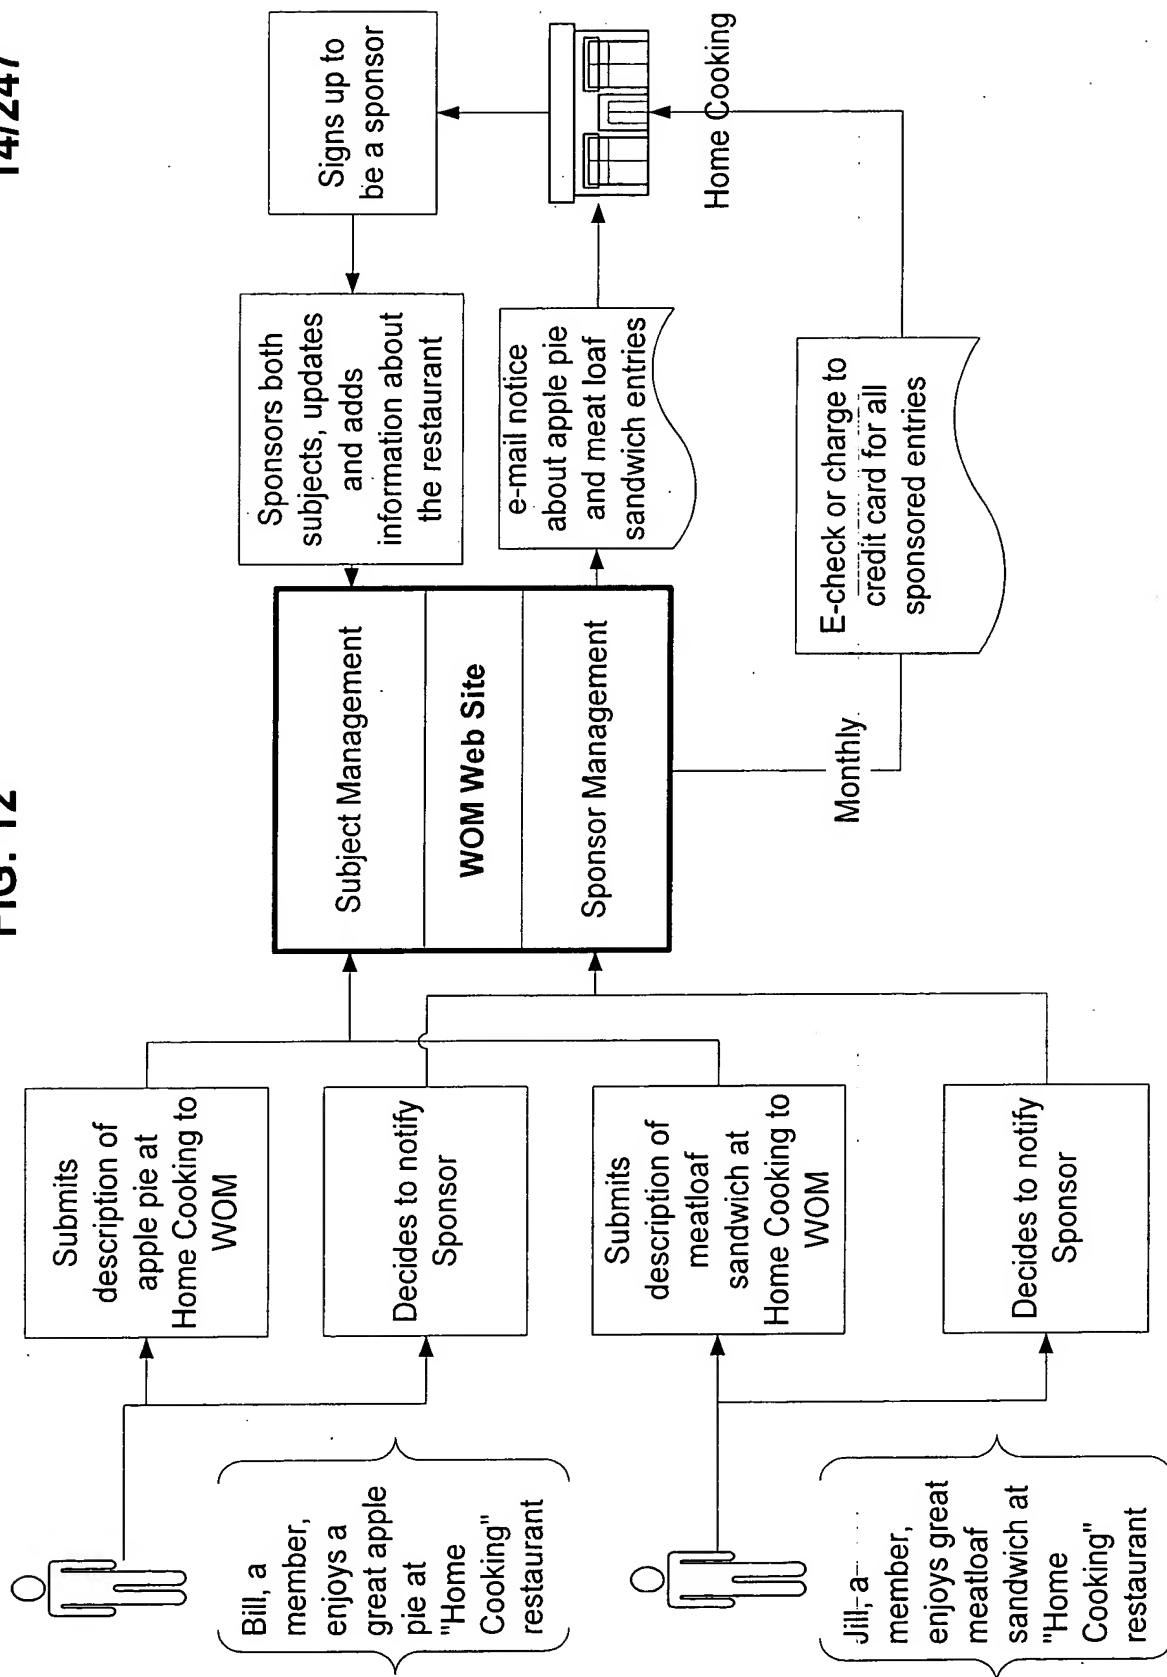 14/247
FIG. 12
Bill, a
member,
enjoys a
great apple
pie at
"Home
Cooking"
restaurant
Submits
description of
apple pie at
Home Cooking to
WOM
Decides to notify
Sponsor
Jill, a
member,
enjoys great
meatloaf
sandwich at
"Home
Cooking"
restaurant
Submits
description of
meatloaf
sandwich at
Home Cooking to
WOM
Decides to notify
Sponsor
Subject Management
WOM Web Site
Sponsor Management
Sponsors both
subjects, updates
and adds
information about
the restaurant
Signs up to
be a sponsor
e-mail notice
about apple pie
and meat loaf
sandwich entries
Home Cooking
Monthly
E-check or charge to
credit card for all
sponsored entries